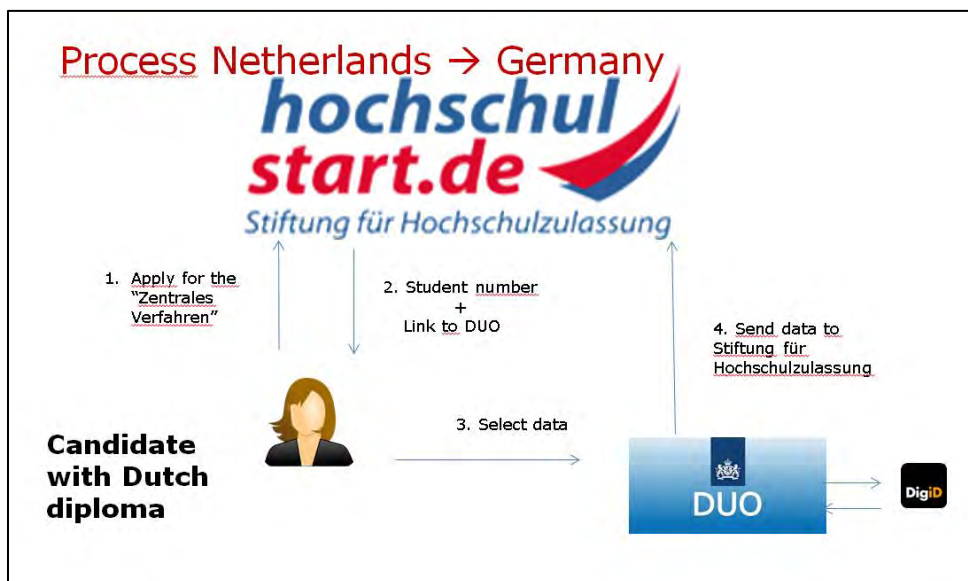 Process Netherlands → Germany
hochschul
start.de
Stiftung für Hochschulzulassung
1. Apply for the
"Zentrales
Verfahren"
2. Student number
+
Link to DUO
4. Send data to
Stiftung für
Hochschulzulassung
3. Select data
Candidate
with Dutch
diploma
DUO
DigiD